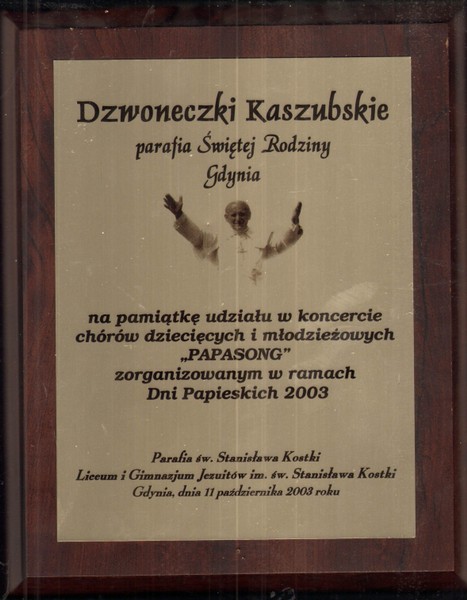 Dzwoneczki Kaszubskie
parafia Świętej Rodziny
Gdynia
na pamiątkę udziału w koncercie
chórów dziecięcych i młodzieżowych
„PAPASONG”
zorganizowanym w ramach
Dni Papieskich 2003
Parafia św. Stanisława Kostki
Liceum i Gimnazjum Jezuitów im. św. Stanisława Kostki
Gdynia, dnia 11 października 2003 roku